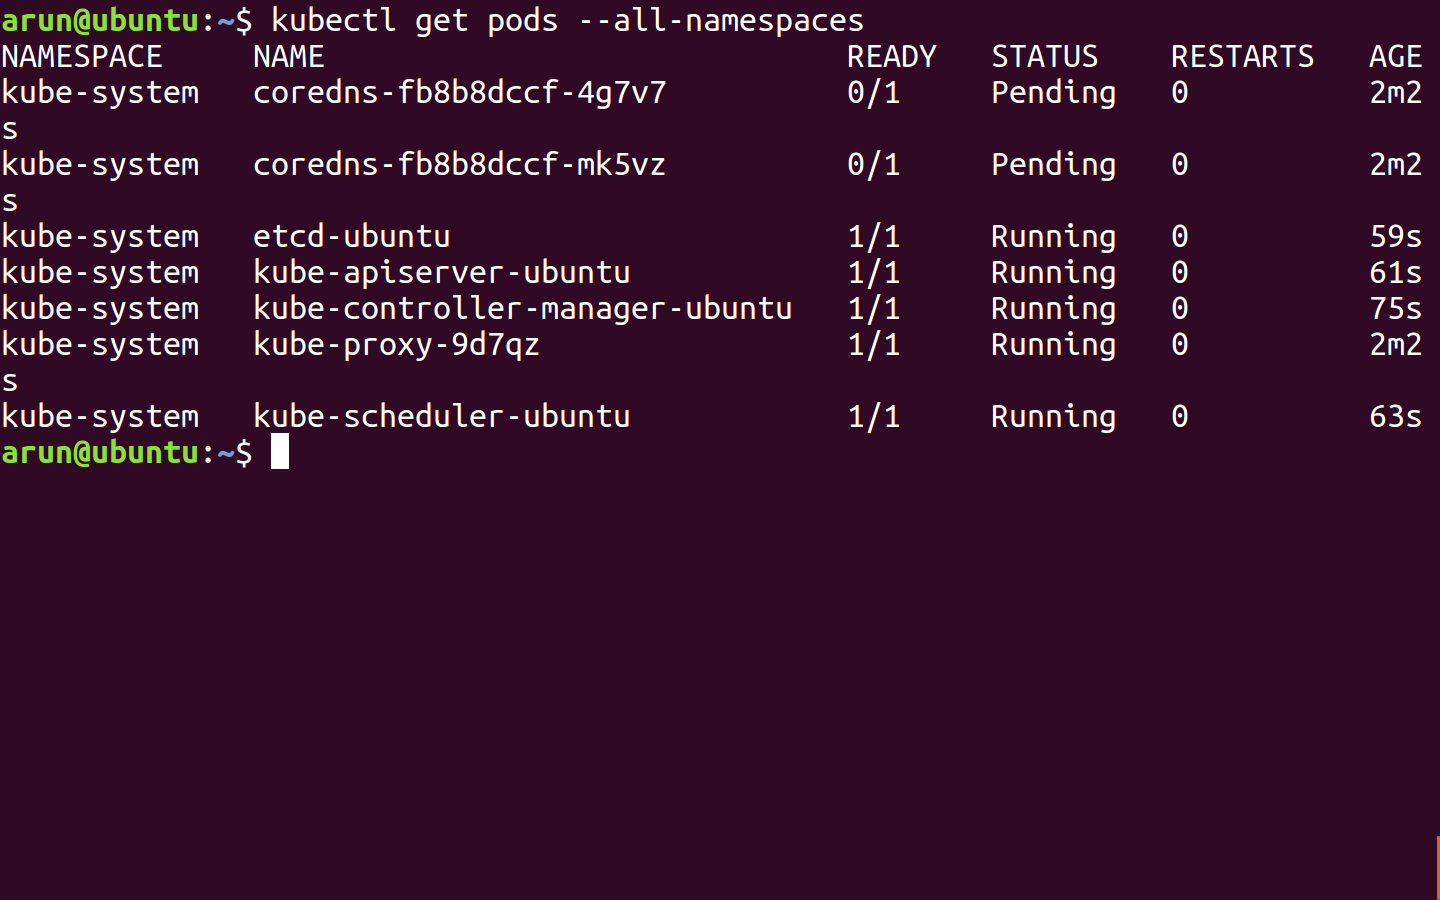 arun@ubuntu:~$ kubectl get pods --all-namespaces
NAMESPACE     NAME                             READY   STATUS    RESTARTS   AGE
kube-system   coredns-fb8b8dccf-4g7v7          0/1     Pending   0          2m2
s
kube-system   coredns-fb8b8dccf-mk5vz          0/1     Pending   0          2m2
s
kube-system   etcd-ubuntu                      1/1     Running   0          59s
kube-system   kube-apiserver-ubuntu            1/1     Running   0          61s
kube-system   kube-controller-manager-ubuntu   1/1     Running   0          75s
kube-system   kube-proxy-9d7qz                 1/1     Running   0          2m2
s
kube-system   kube-scheduler-ubuntu            1/1     Running   0          63s
arun@ubuntu:~$